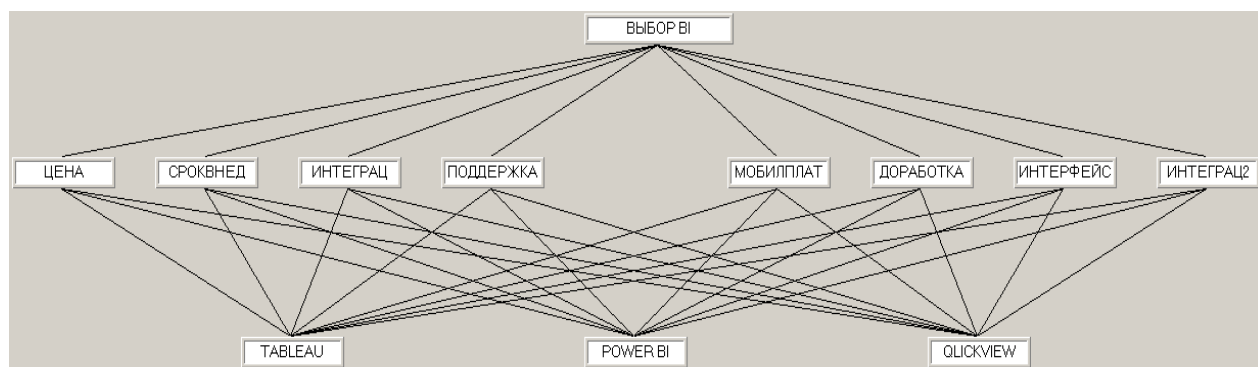 ВЫБОР BI
ЦЕНА
СРОКВНЕД
ИНТЕГРАЦ
ПОДДЕРЖКА
МОБИЛПЛАТ
ДОРАБОТКА
ИНТЕРФЕЙС
ИНТЕГРАЦ2
TABLEAU
POWER BI
QLICKVIEW